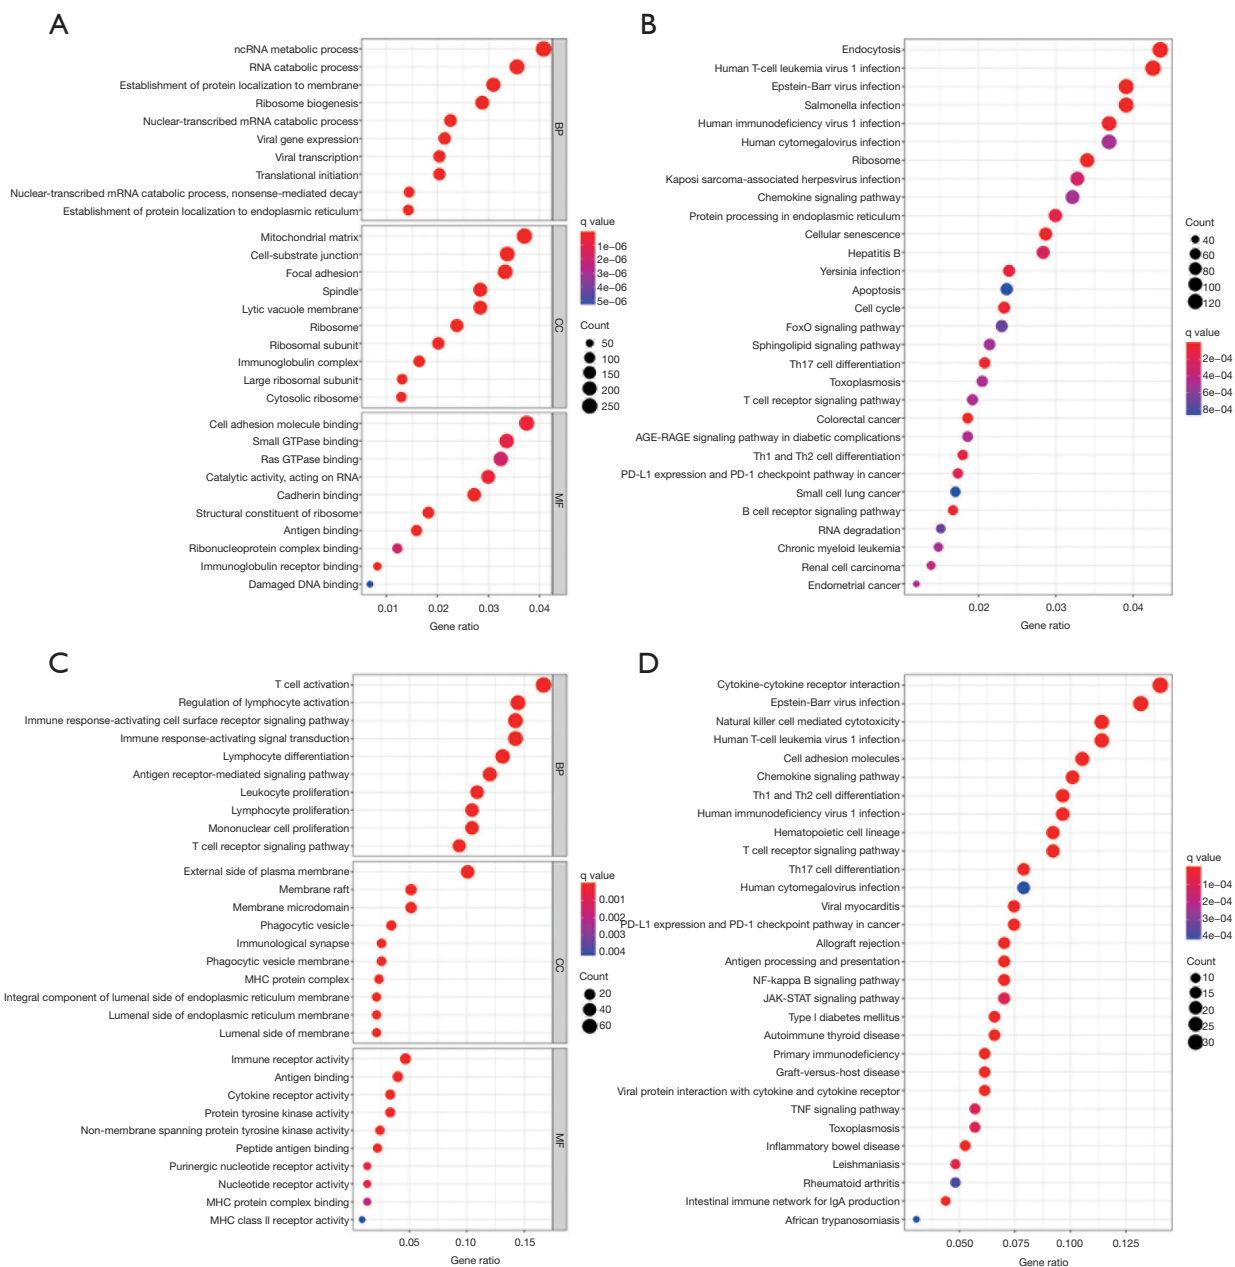 A
ncRNA metabolic process
RNA catabolic process
Establishment of protein localization to membrane
Ribosome biogenesis
Nuclear-transcribed mRNA catabolic process
Viral gene expression
Viral transcription
Translational initiation
Nuclear-transcribed mRNA catabolic process, nonsense-mediated decay
Establishment of protein localization to endoplasmic reticulum
BP
Mitochondrial matrix
Cell-substrate junction
Focal adhesion
Spindle
Lytic vacuole membrane
Ribosome
Ribosomal subunit
Immunoglobulin complex
Large ribosomal subunit
Cytosolic ribosome
CC
Cell adhesion molecule binding
Small GTPase binding
Ras GTPase binding
Catalytic activity, acting on RNA
Cadherin binding
Structural constituent of ribosome
Antigen binding
Ribonucleoprotein complex binding
Immunoglobulin receptor binding
Damaged DNA binding
MF
0.01 0.02 0.03 0.04
Gene ratio
q value
1e−06
2e−06
3e−06
4e−06
5e−06
Count
50
100
150
200
250
B
Endocytosis
Human T-cell leukemia virus 1 infection
Epstein-Barr virus infection
Salmonella infection
Human immunodeficiency virus 1 infection
Human cytomegalovirus infection
Ribosome
Kaposi sarcoma-associated herpesvirus infection
Chemokine signaling pathway
Protein processing in endoplasmic reticulum
Cellular senescence
Hepatitis B
Yersinia infection
Apoptosis
Cell cycle
FoxO signaling pathway
Sphingolipid signaling pathway
Th17 cell differentiation
Toxoplasmosis
T cell receptor signaling pathway
Colorectal cancer
AGE-RAGE signaling pathway in diabetic complications
Th1 and Th2 cell differentiation
PD-L1 expression and PD-1 checkpoint pathway in cancer
Small cell lung cancer
B cell receptor signaling pathway
RNA degradation
Chronic myeloid leukemia
Renal cell carcinoma
Endometrial cancer
0.02 0.03 0.04
Gene ratio
Count
40
60
80
100
120
q value
2e−04
4e−04
6e−04
8e−04
C
T cell activation
Regulation of lymphocyte activation
Immune response-activating cell surface receptor signaling pathway
Immune response-activating signal transduction
Lymphocyte differentiation
Antigen receptor-mediated signaling pathway
Leukocyte proliferation
Lymphocyte proliferation
Mononuclear cell proliferation
T cell receptor signaling pathway
BP
External side of plasma membrane
Membrane raft
Membrane microdomain
Phagocytic vesicle
Immunological synapse
Phagocytic vesicle membrane
MHC protein complex
Integral component of lumenal side of endoplasmic reticulum membrane
Lumenal side of endoplasmic reticulum membrane
Lumenal side of membrane
CC
Immune receptor activity
Antigen binding
Cytokine receptor activity
Protein tyrosine kinase activity
Non-membrane spanning protein tyrosine kinase activity
Peptide antigen binding
Purinergic nucleotide receptor activity
Nucleotide receptor activity
MHC protein complex binding
MHC class II receptor activity
MF
0.05 0.10 0.15
Gene ratio
q value
0.001
0.002
0.003
0.004
Count
20
40
60
D
Cytokine-cytokine receptor interaction
Epstein-Barr virus infection
Natural killer cell mediated cytotoxicity
Human T-cell leukemia virus 1 infection
Cell adhesion molecules
Chemokine signaling pathway
Th1 and Th2 cell differentiation
Human immunodeficiency virus 1 infection
Hematopoietic cell lineage
T cell receptor signaling pathway
Th17 cell differentiation
Human cytomegalovirus infection
Viral myocarditis
PD-L1 expression and PD-1 checkpoint pathway in cancer
Allograft rejection
Antigen processing and presentation
NF-kappa B signaling pathway
JAK-STAT signaling pathway
Type I diabetes mellitus
Autoimmune thyroid disease
Primary immunodeficiency
Graft-versus-host disease
Viral protein interaction with cytokine and cytokine receptor
TNF signaling pathway
Toxoplasmosis
Inflammatory bowel disease
Leishmaniasis
Rheumatoid arthritis
Intestinal immune network for IgA production
African trypanosomiasis
0.050 0.075 0.100 0.125
Gene ratio
q value
1e−04
2e−04
3e−04
4e−04
Count
10
15
20
25
30